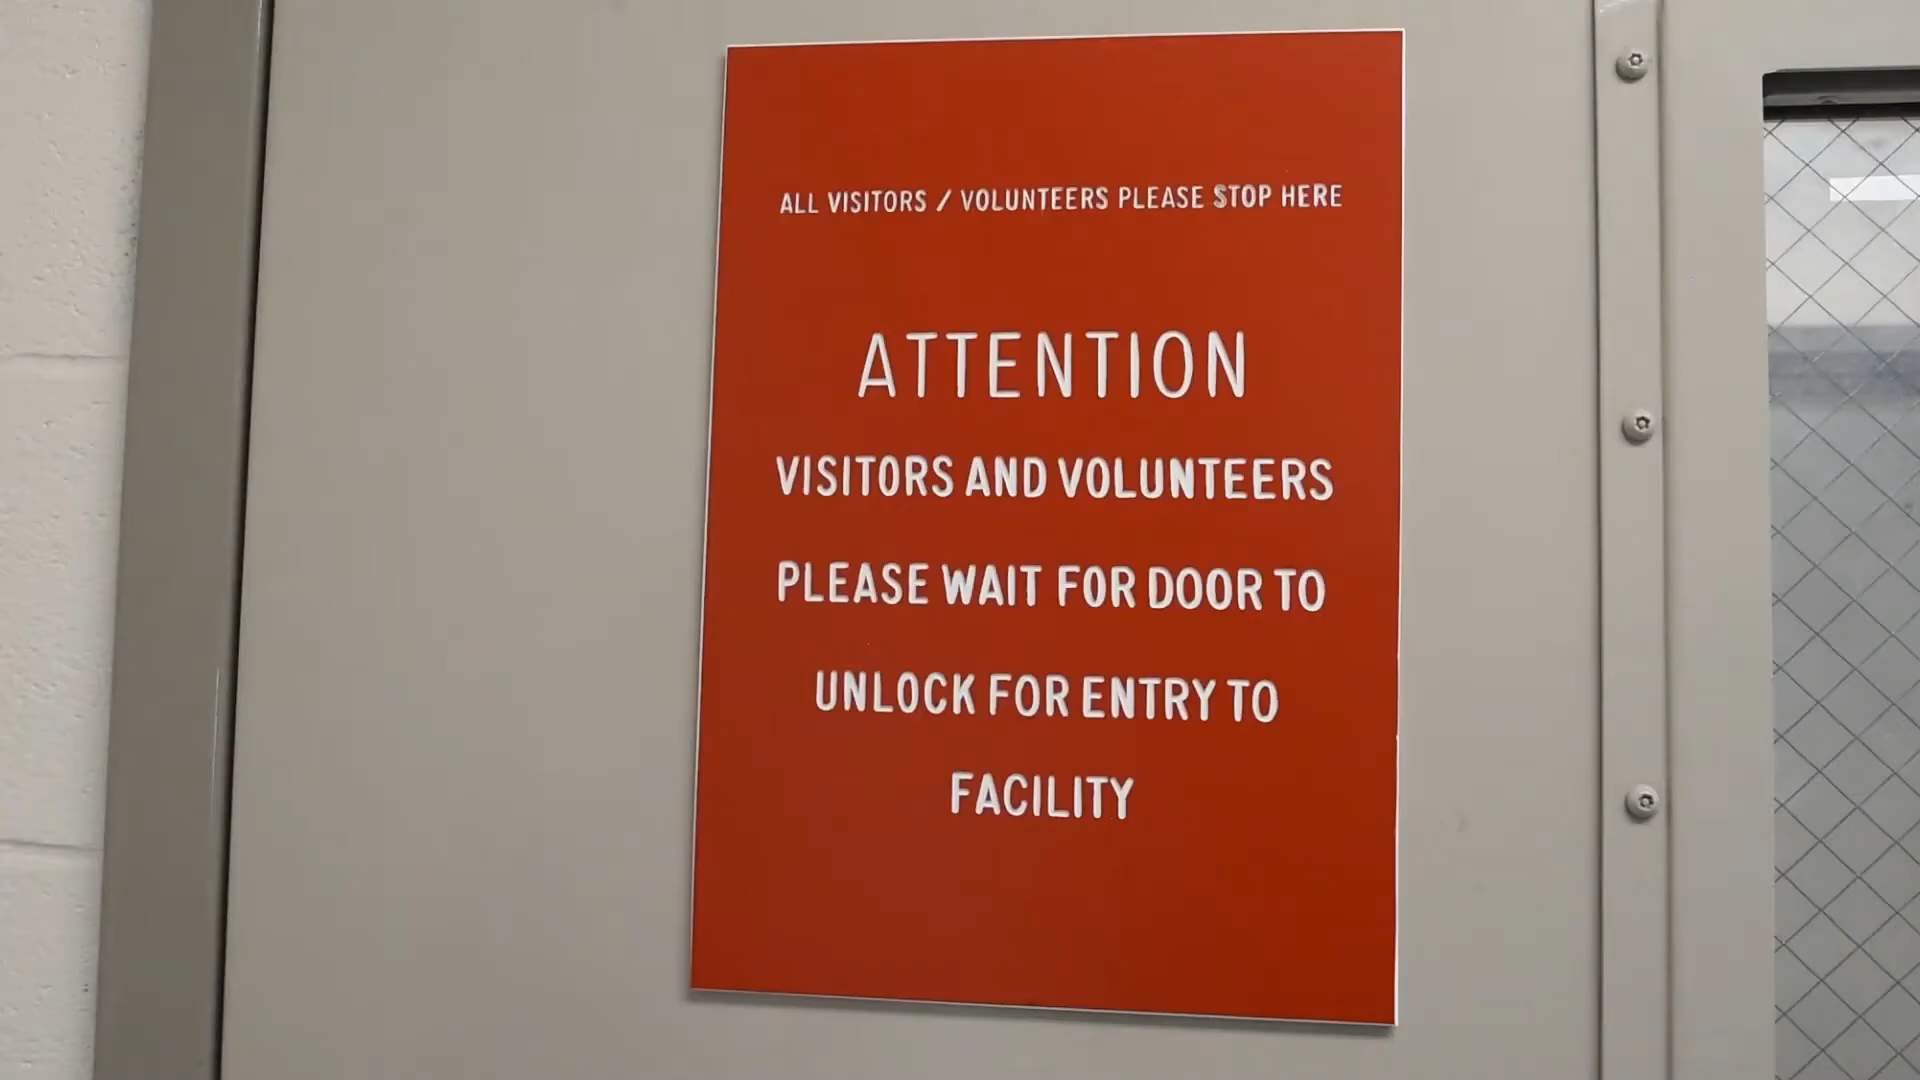 ALL VISITORS / VOLUNTEERS PLEASE STOP HERE
ATTENTION
VISITORS AND VOLUNTEERS
PLEASE WAIT FOR DOOR TO
UNLOCK FOR ENTRY TO
FACILITY